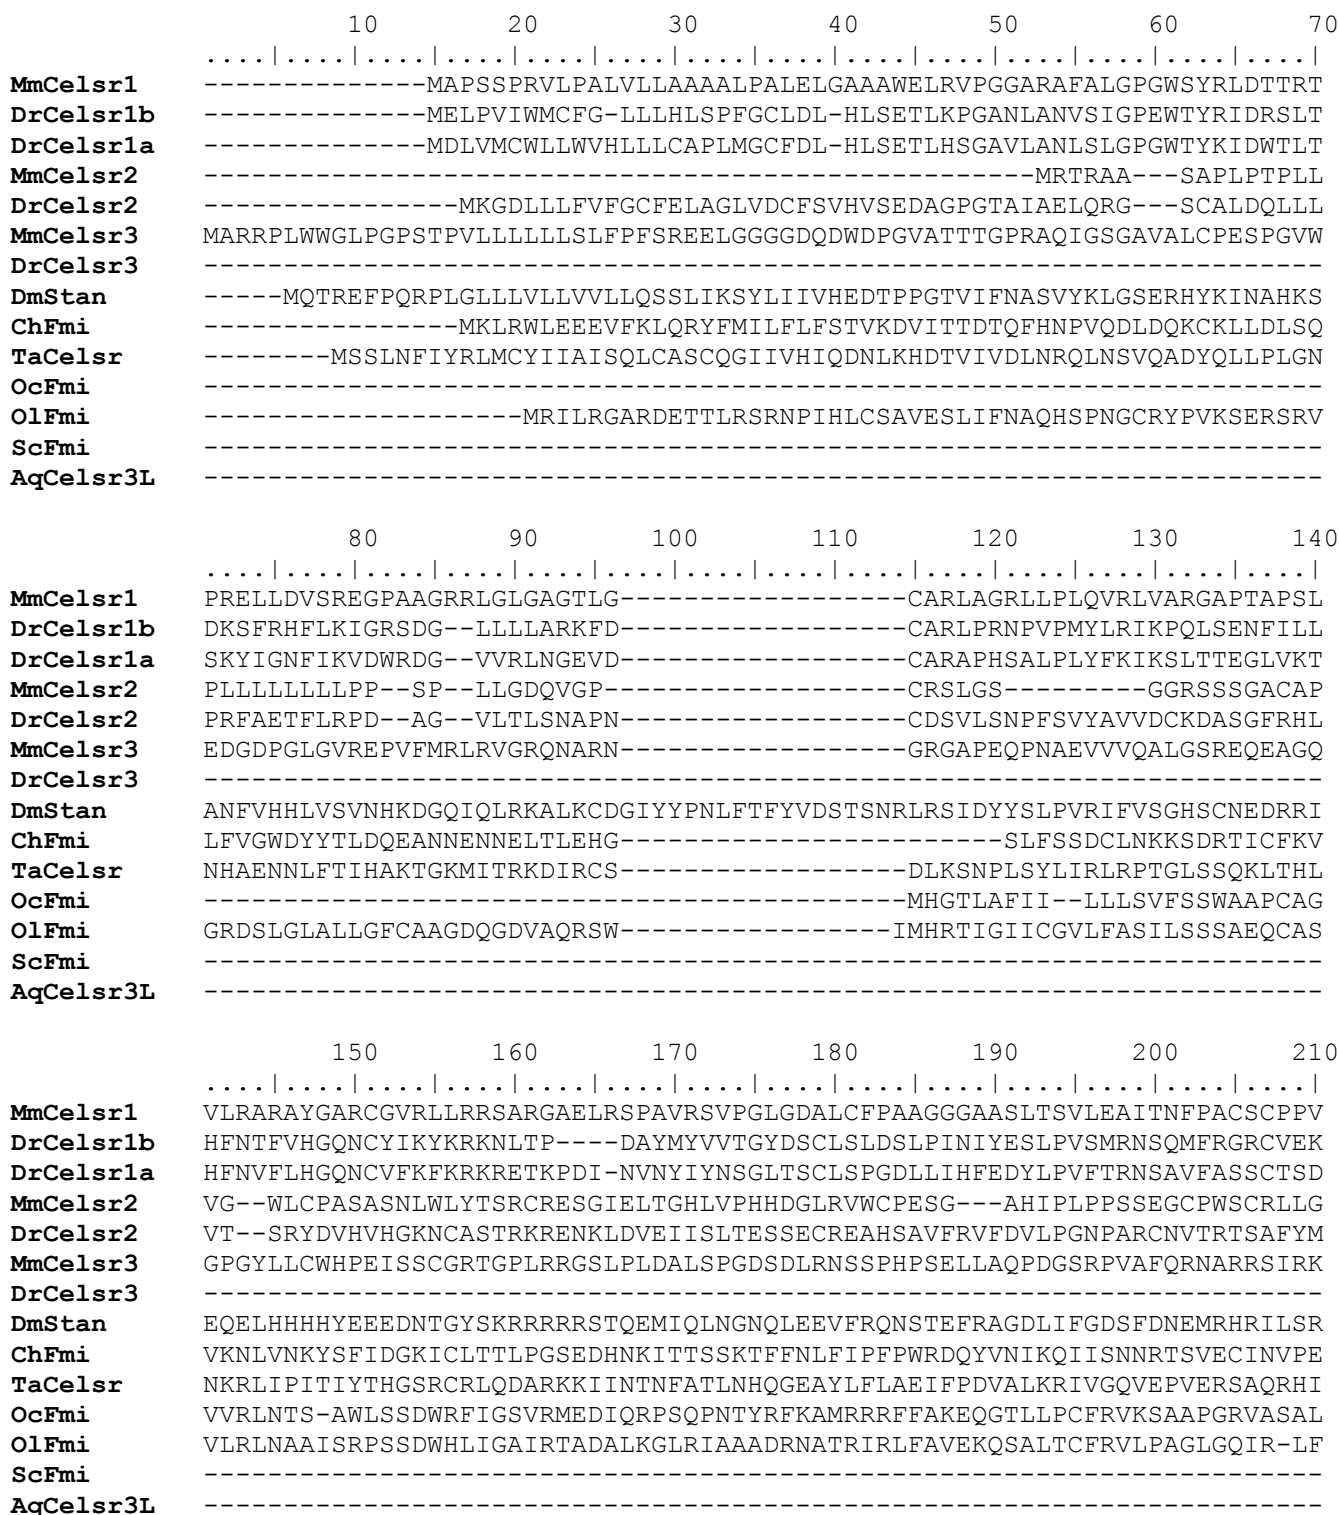 10 20 30 40 50 60 70
....|....|....|....|....|....|....|....|....|....|....|....|....|....|
MmCelsr1 --------------MAPSSPRVLPALVLLAAAALPALELGAAAWELRVPGGARAFALGPGWSYRLDTTRT
DrCelsr1b --------------MELPVIWMCFG-LLLHLSPFGCLDL-HLSETLKPGANLANVSIGPEWTYRIDRSLT
DrCelsr1a --------------MDLVMCWLLWVHLLLCAPLMGCFDL-HLSETLHSGAVLANLSLGPGWTYKIDWTLT
MmCelsr2 ----------------------------------------------------MRTRAA---SAPLPTPLL
DrCelsr2 ----------------MKGDLLLFVFGCFELAGLVDCFSVHVSEDAGPGTAIAELQRG---SCALDQLLL
MmCelsr3 MARRPLWWGLPGPSTPVLLLLLLSLFPFSREELGGGGDQDWDPGVATTTGPRAQIGSGAVALCPESPGVW
DrCelsr3 ----------------------------------------------------------------------
DmStan -----MQTREFPQRPLGLLLVLLVVLLQSSLIKSYLIIVHEDTPPGTVIFNASVYKLGSERHYKINAHKS
ChFmi ----------------MKLRWLEEEVFKLQRYFMILFLFSTVKDVITTDTQFHNPVQDLDQKCKLLDLSQ
TaCelsr --------MSSLNFIYRLMCYIIAISQLCASCQGIIVHIQDNLKHDTVIVDLNRQLNSVQADYQLLPLGN
OcFmi ----------------------------------------------------------------------
OlFmi --------------------MRILRGARDETTLRSRNPIHLCSAVESLIFNAQHSPNGCRYPVKSERSRV
ScFmi ----------------------------------------------------------------------
AqCelsr3L ----------------------------------------------------------------------
80 90 100 110 120 130 140
....|....|....|....|....|....|....|....|....|....|....|....|....|....|
MmCelsr1 PRELLDVSREGPAAGRRLGLGAGTLG------------------CARLAGRLLPLQVRLVARGAPTAPSL
DrCelsr1b DKSFRHFLKIGRSDG--LLLLARKFD------------------CARLPRNPVPMYLRIKPQLSENFILL
DrCelsr1a SKYIGNFIKVDWRDG--VVRLNGEVD------------------CARAPHSALPLYFKIKSLTTEGLVKT
MmCelsr2 PLLLLLLLLPP--SP--LLGDQVGP-------------------CRSLGS---------GGRSSSGACAP
DrCelsr2 PRFAETFLRPD--AG--VLTLSNAPN------------------CDSVLSNPFSVYAVVDCKDASGFRHL
MmCelsr3 EDGDPGLGVREPVFMRLRVGRQNARN------------------GRGAPEQPNAEVVVQALGSREQEAGQ
DrCelsr3 ----------------------------------------------------------------------
DmStan ANFVHHLVSVNHKDGQIQLRKALKCDGIYYPNLFTFYVDSTSNRLRSIDYYSLPVRIFVSGHSCNEDRRI
ChFmi LFVGWDYYTLDQEANNENNELTLEHG------------------------SLFSSDCLNKKSDRTICFKV
TaCelsr NHAENNLFTIHAKTGKMITRKDIRCS------------------DLKSNPLSYLIRLRPTGLSSQKLTHL
OcFmi --------------------------------------------MHGTLAFII--LLLSVFSSWAAPCAG
OlFmi GRDSLGLALLGFCAAGDQGDVAQRSW-----------------IMHRTIGIICGVLFASILSSSAEQCAS
ScFmi ----------------------------------------------------------------------
AqCelsr3L ----------------------------------------------------------------------
150 160 170 180 190 200 210
....|....|....|....|....|....|....|....|....|....|....|....|....|....|
MmCelsr1 VLRARAYGARCGVRLLRRSARGAELRSPAVRSVPGLGDALCFPAAGGGAASLTSVLEAITNFPACSCPPV
DrCelsr1b HFNTFVHGQNCYIKYKRKNLTP----DAYMYVVTGYDSCLSLDSLPINIYESLPVSMRNSQMFRGRCVEK
DrCelsr1a HFNVFLHGQNCVFKFKRKRETKPDI-NVNYIYNSGLTSCLSPGDLLIHFEDYLPVFTRNSAVFASSCTSD
MmCelsr2 VG--WLCPASASNLWLYTSRCRESGIELTGHLVPHHDGLRVWCPESG---AHIPLPPSSEGCPWSCRLLG
DrCelsr2 VT--SRYDVHVHGKNCASTRKRENKLDVEIISLTESSECREAHSAVFRVFDVLPGNPARCNVTRTSAFYM
MmCelsr3 GPGYLLCWHPEISSCGRTGPLRRGSLPLDALSPGDSDLRNSSPHPSELLAQPDGSRPVAFQRNARRSIRK
DrCelsr3 ----------------------------------------------------------------------
DmStan EQELHHHHYEEEDNTGYSKRRRRRSTQEMIQLNGNQLEEVFRQNSTEFRAGDLIFGDSFDNEMRHRILSR
ChFmi VKNLVNKYSFIDGKICLTTLPGSEDHNKITTSSKTFFNLFIPFPWRDQYVNIKQIISNNRTSVECINVPE
TaCelsr NKRLIPITIYTHGSRCRLQDARKKIINTNFATLNHQGEAYLFLAEIFPDVALKRIVGQVEPVERSAQRHI
OcFmi VVRLNTS-AWLSSDWRFIGSVRMEDIQRPSQPNTYRFKAMRRRFFAKEQGTLLPCFRVKSAAPGRVASAL
OlFmi VLRLNAAISRPSSDWHLIGAIRTADALKGLRIAAADRNATRIRLFAVEKQSALTCFRVLPAGLGQIR-LF
ScFmi ----------------------------------------------------------------------
AqCelsr3L ----------------------------------------------------------------------